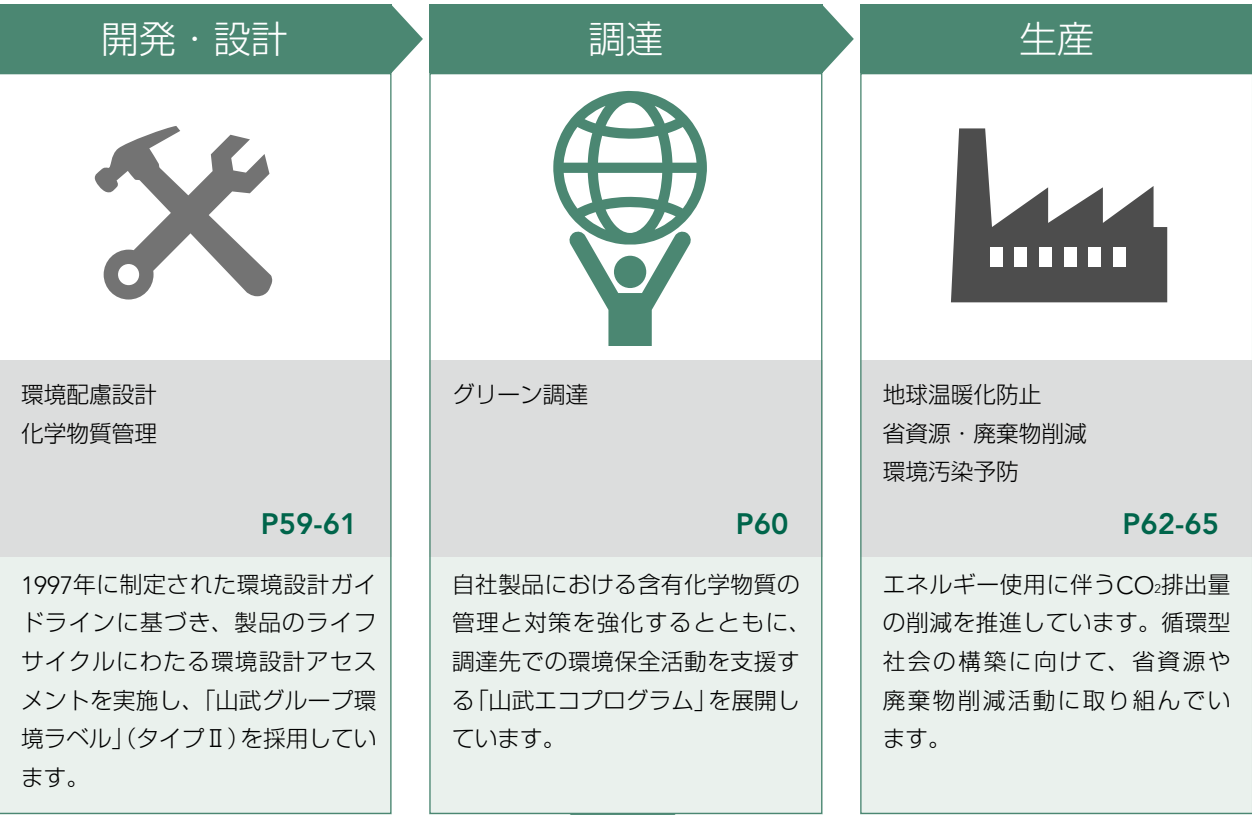 開発・設計
環境配慮設計
化学物質管理
P59-61
1997年に制定された環境設計ガイ
ドラインに基づき、製品のライフ
サイクルにわたる環境設計アセス
メントを実施し、「山武グループ環
境ラベル」（タイプⅡ）を採用してい
ます。
調達
グリーン調達
P60
自社製品における含有化学物質の
管理と対策を強化するとともに、
調達先での環境保全活動を支援す
る「山武エコプログラム」を展開し
ています。
生産
地球温暖化防止
省資源・廃棄物削減
環境汚染予防
P62-65
エネルギー使用に伴うCO₂排出量
の削減を推進しています。循環型
社会の構築に向けて、省資源や
廃棄物削減活動に取り組んでい
ます。